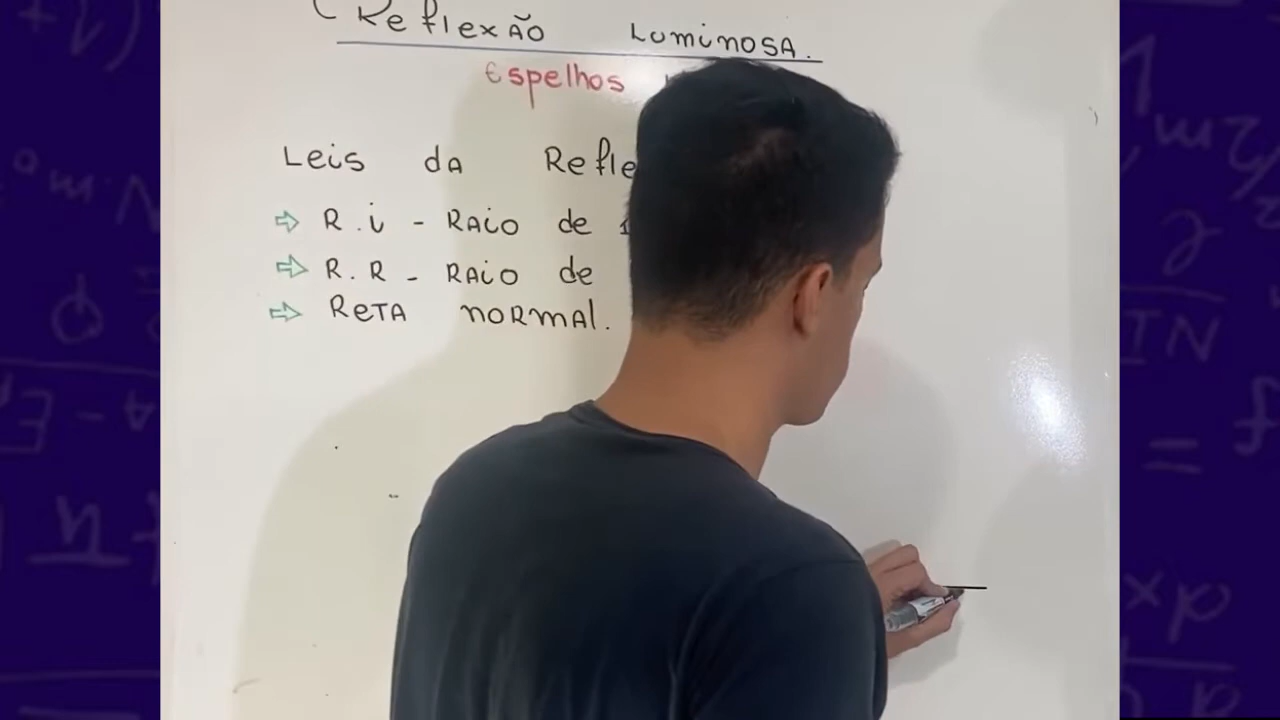 Reflexão Luminosa.
Espelhos
Leis da Refle
⇨ R.i - Raio de
⇨ R.R - Raio de
⇨ Reta normal.